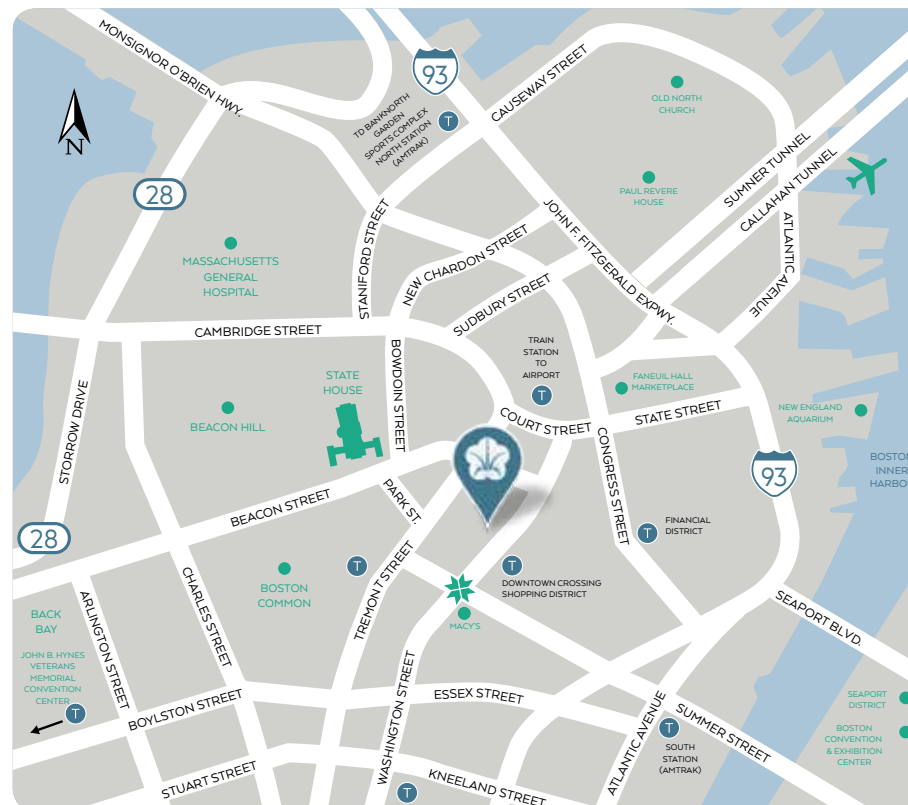 MONSIGNOR O'BRIEN HWY.
93
CAUSEWAY STREET
OLD NORTH
CHURCH
TD BANKNORTH
GARDEN
SPORTS COMPLEX
NORTH STATION
(AMTRAK)
T
N
28
PAUL REVERE
HOUSE
SUMNER TUNNEL
CALLAHAN TUNNEL
ATLANTIC AVENUE
JOHN F. FITZGERALD EXPWY.
STANIFORD STREET
NEW CHARDON STREET
SUDBURY STREET
MASSACHUSETTS
GENERAL
HOSPITAL
CAMBRIDGE STREET
BOWDOIN STREET
STATE
HOUSE
TRAIN
STATION
TO
AIRPORT
T
FANEUIL HALL
MARKETPLACE
STORROW DRIVE
BEACON HILL
COURT STREET
STATE STREET
NEW ENGLAND
AQUARIUM
CONGRESS STREET
93
BOSTON
INNER
HARBO
BEACON STREET
PARK ST.
28
T
FINANCIAL
DISTRICT
T
BOSTON
COMMON
TREMONT STREET
T
DOWNTOWN CROSSING
SHOPPING DISTRICT
MACY'S
CHARLES STREET
ARLINGTON STREET
BACK
BAY
JOHN B. HYNES
VETERANS
MEMORIAL
CONVENTION
CENTER
T
BOYLSTON STREET
WASHINGTON STREET
ESSEX STREET
SEAPORT BLVD.
SEAPORT
DISTRICT
BOSTON
CONVENTION
& EXHIBITION
CENTER
SUMMER STREET
ATLANTIC AVENUE
T
SOUTH
STATION
(AMTRAK)
STUART STREET
T
KNEELAND STREET